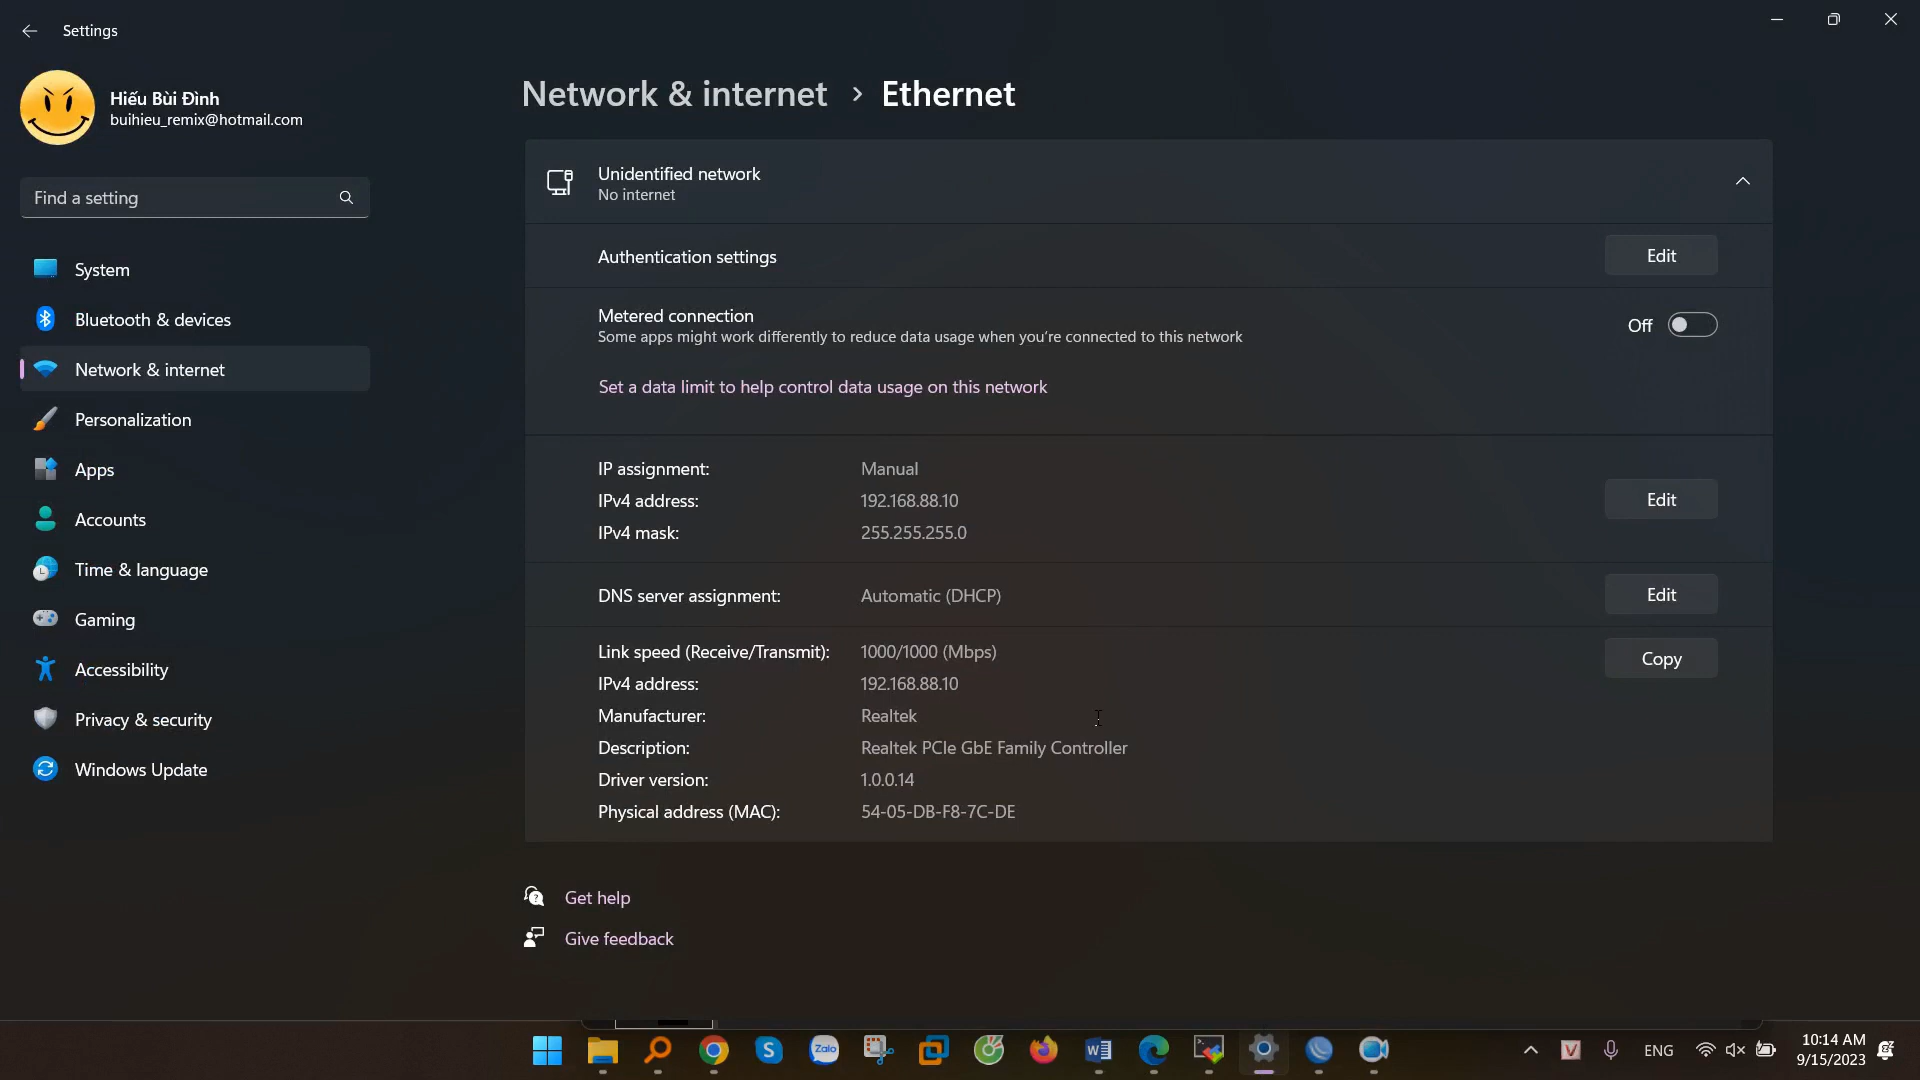 Settings
Hiếu Bùi Đình
buihieu_remix@hotmail.com
Find a setting
System
Bluetooth & devices
Network & internet
Personalization
Apps
Accounts
Time & language
Gaming
Accessibility
Privacy & security
Windows Update
Network & internet › Ethernet
Unidentified network
No internet
Authentication settings
Edit
Metered connection
Some apps might work differently to reduce data usage when you're connected to this network
Off
Set a data limit to help control data usage on this network
IP assignment: Manual
IPv4 address: 192.168.88.10
IPv4 mask: 255.255.255.0
Edit
DNS server assignment: Automatic (DHCP)
Edit
Link speed (Receive/Transmit): 1000/1000 (Mbps)
IPv4 address: 192.168.88.10
Manufacturer: Realtek
Description: Realtek PCIe GbE Family Controller
Driver version: 1.0.0.14
Physical address (MAC): 54-05-DB-F8-7C-DE
Copy
Get help
Give feedback
Zalo
ENG
10:14 AM
9/15/2023